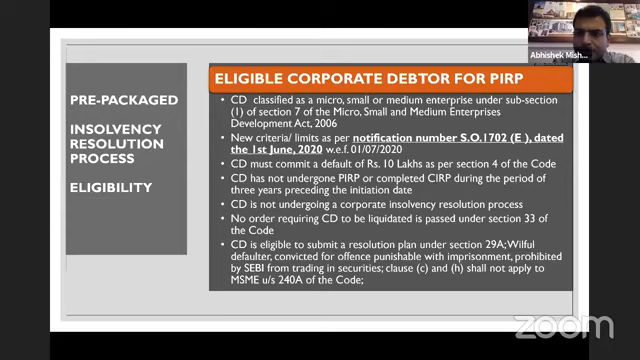 Abhishek Mish...
ELIGIBLE CORPORATE DEBTOR FOR PIRP
PRE-PACKAGED
INSOLVENCY
RESOLUTION
PROCESS
ELIGIBILITY
• CD classified as a micro, small or medium enterprise under sub-section
(1) of section 7 of the Micro, Small and Medium Enterprises
Development Act, 2006
• New criteria/ limits as per notification number S.O.1702 (E ), dated
the 1st June, 2020 w.e.f. 01/07/2020
• CD must commit a default of Rs. 10 Lakhs as per section 4 of the Code
• CD has not undergone PIRP or completed CIRP during the period of
three years preceding the initiation date
• CD is not undergoing a corporate insolvency resolution process
• No order requiring CD to be liquidated is passed under section 33 of
the Code
• CD is eligible to submit a resolution plan under section 29A; Wilful
defaulter, convicted for offence punishable with imprisonment, prohibited
by SEBI from trading in securities; clause (c) and (h) shall not apply to
MSME u/s 240A of the Code;
zoom